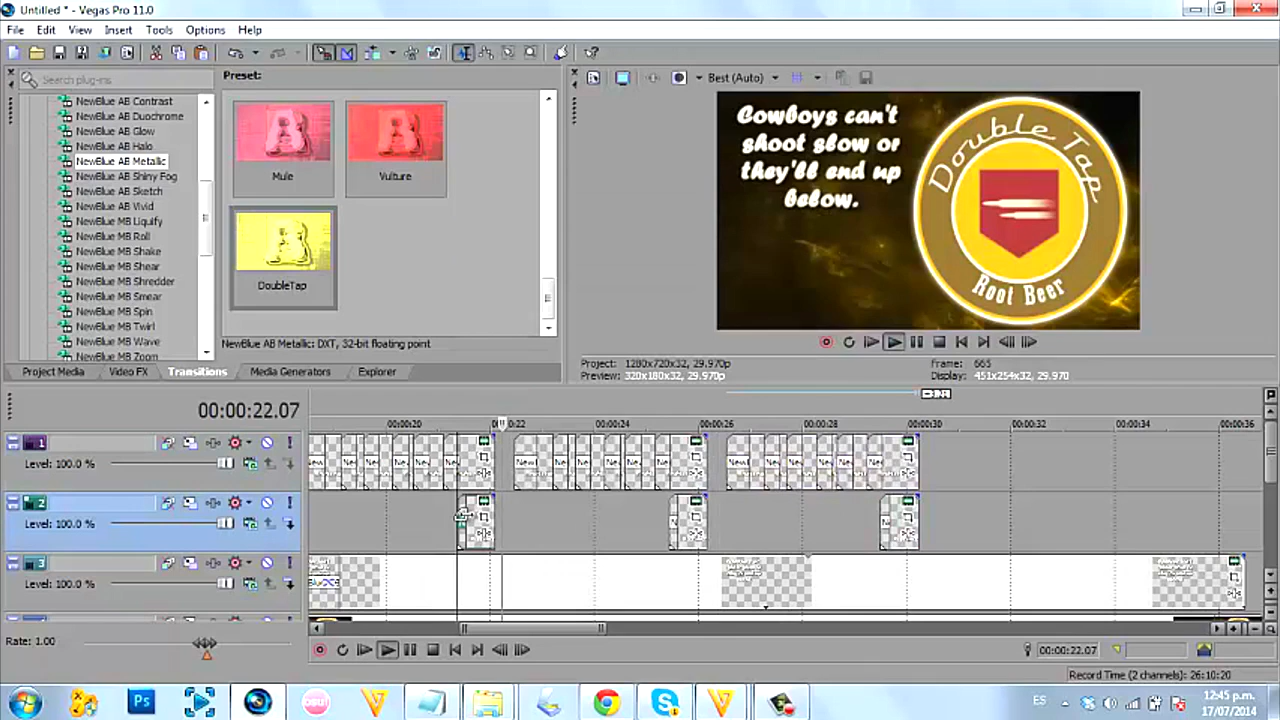 Untitled * - Vegas Pro 11.0
File Edit View Insert Tools Options Help
Search plug-ins
Preset:
Best (Auto)
NewBlue AB Contrast
NewBlue AB Duochrome
NewBlue AB Glow
NewBlue AB Halo
NewBlue AB Metallic
NewBlue AB Shiny Fog
NewBlue AB Sketch
NewBlue AB Vivid
NewBlue MB Liquify
NewBlue MB Roll
NewBlue MB Shake
NewBlue MB Shear
NewBlue MB Shredder
NewBlue MB Smear
NewBlue MB Spin
NewBlue MB Twirl
NewBlue MB Wave
NewBlue MB Zoom
Mule
Vulture
DoubleTap
NewBlue AB Metallic: DXT, 32-bit floating point
Project Media Video FX Transitions Media Generators Explorer
Cowboys can't
shoot slow or
they'll end up
below.
Double Tap
Root Beer
Project: 1280x720x32, 29.970p
Preview: 320x180x32, 29.970p
Frame: 665
Display: 451x254x32, 29.970
00:00:22.07
00:00:20 00:00:24 00:00:26 00:00:28 00:00:30 00:00:32 00:00:34 00:00:36
1
Level: 100.0 %
2
Level: 100.0 %
3
Level: 100.0 %
Rate: 1.00
00:00:22.07
Record Time (2 channels): 26:10:20
Ps
ES
12:45 p.m.
17/07/2014